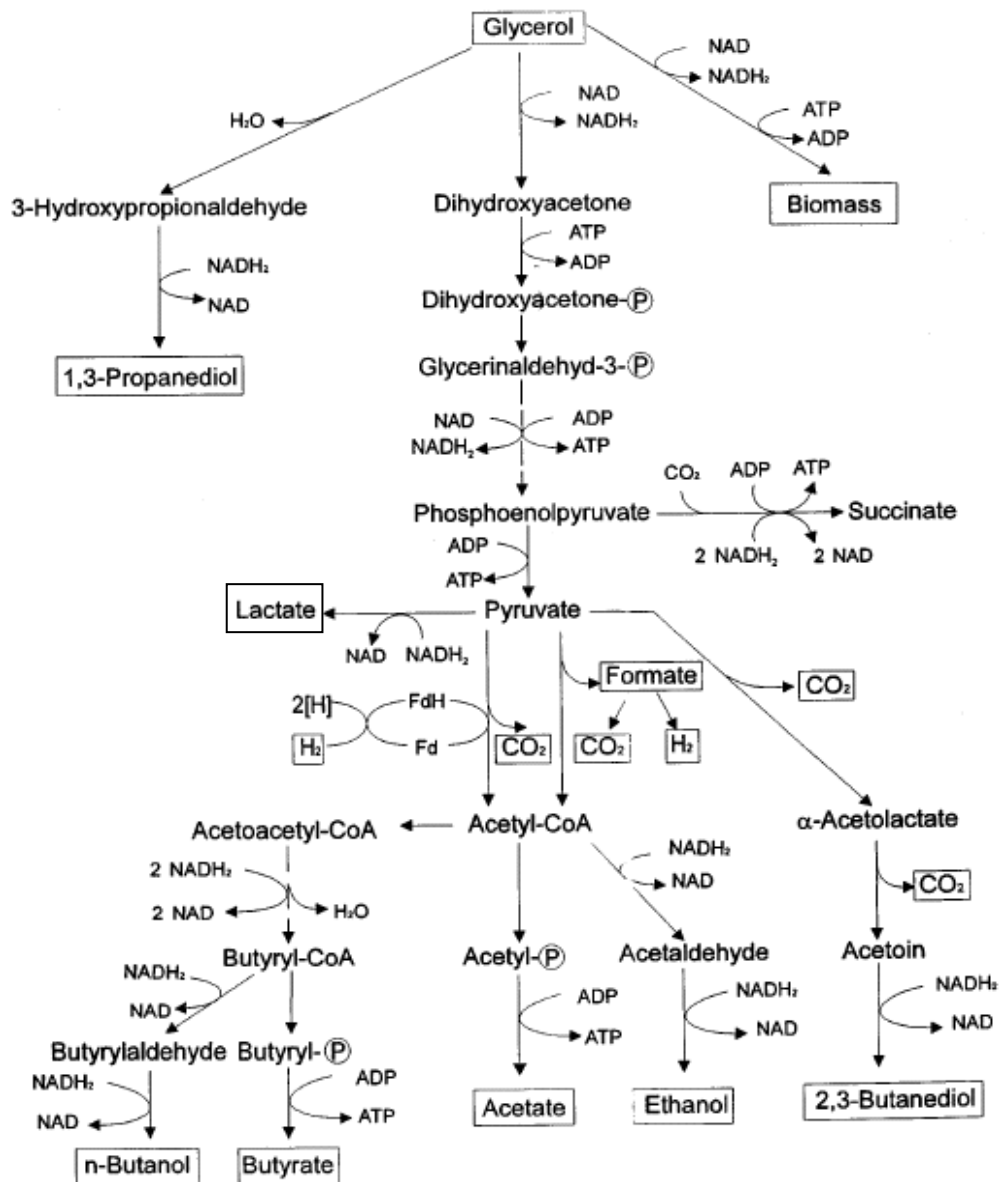 Glycerol
NAD
NADH₂
NAD
NADH₂
ATP
ADP
H₂O
3-Hydroxypropionaldehyde
Dihydroxyacetone
Biomass
ATP
ADP
NADH₂
NAD
Dihydroxyacetone-P
1,3-Propanediol
Glycerinaldehyd-3-P
NAD
NADH₂
ADP
ATP
CO₂
ADP
ATP
Phosphoenolpyruvate
Succinate
2 NADH₂
2 NAD
ADP
ATP
Lactate
Pyruvate
NAD
NADH₂
Formate
CO₂
2[H]
FdH
H₂
Fd
CO₂
CO₂
H₂
Acetoacetyl-CoA
Acetyl-CoA
α-Acetolactate
2 NADH₂
2 NAD
H₂O
NADH₂
NAD
CO₂
Butyryl-CoA
Acetyl-P
Acetaldehyde
Acetoin
NADH₂
NAD
ADP
ATP
NADH₂
NAD
NADH₂
NAD
Butyrylaldehyde
Butyryl-P
NADH₂
NAD
ADP
ATP
Acetate
Ethanol
2,3-Butanediol
n-Butanol
Butyrate